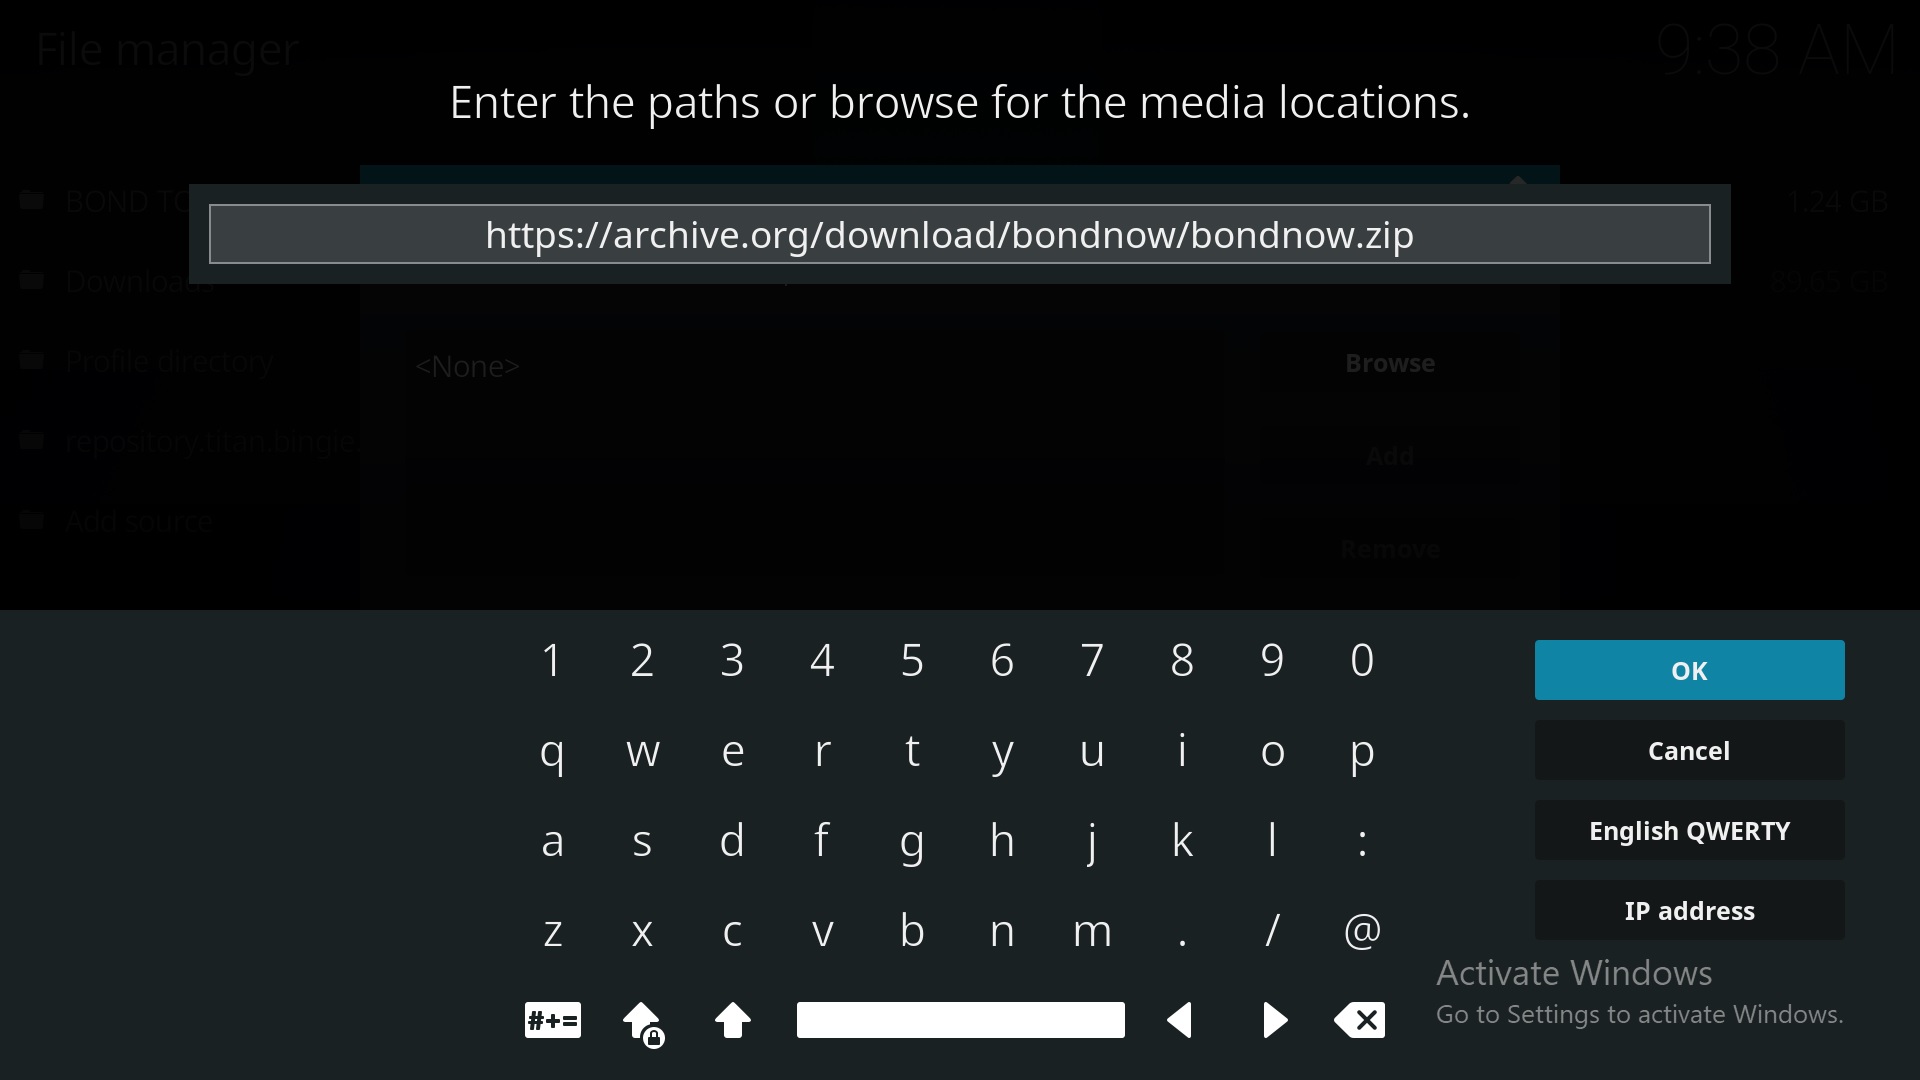 File manager
9:38 AM
Enter the paths or browse for the media locations.
BOND TO
1.24 GB
https://archive.org/download/bondnow/bondnow.zip
Downloads
89.65 GB
Profile directory
<None>
Browse
repository.titan.bingie.
Add
Add source
Remove
1 2 3 4 5 6 7 8 9 0
OK
q w e r t y u i o p
Cancel
a s d f g h j k l :
English QWERTY
z x c v b n m . / @
IP address
Activate Windows
#+=
Go to Settings to activate Windows.